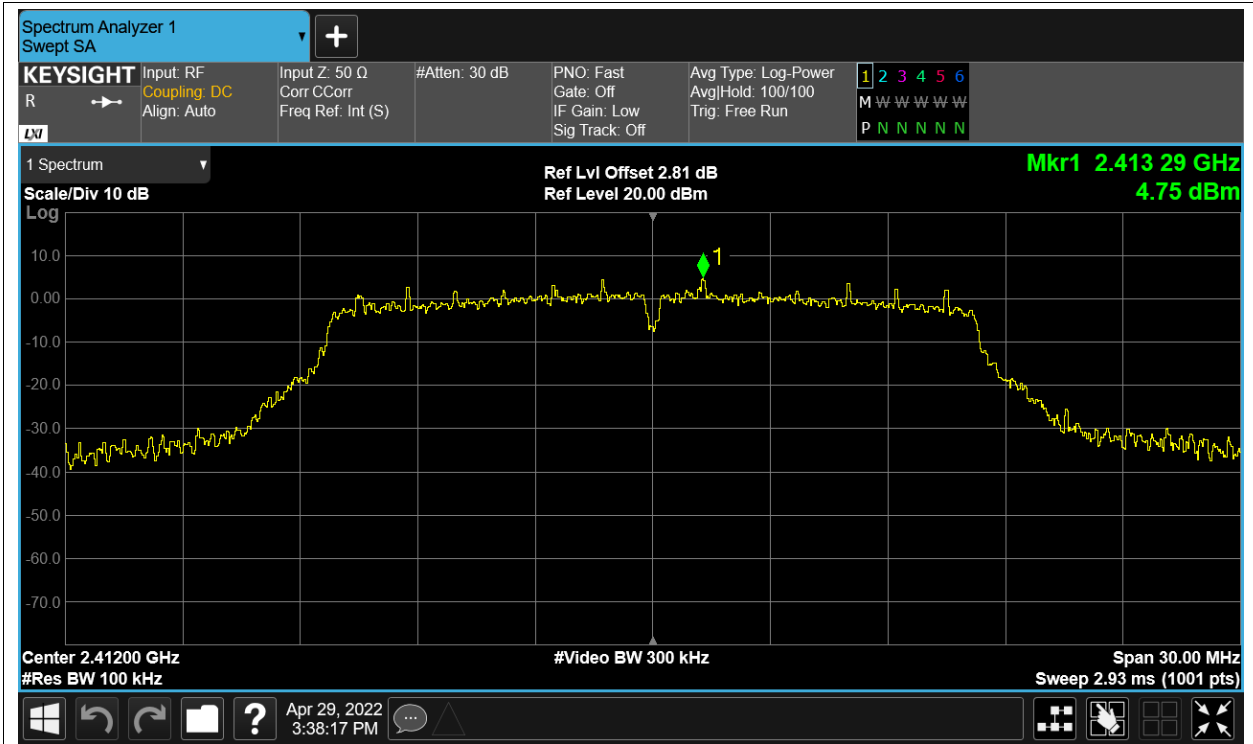 Spectrum Analyzer 1
Swept SA
KEYSIGHT
R
LXI
Input: RF
Coupling: DC
Align: Auto
Input Z: 50 Ω
Corr CCorr
Freq Ref: Int (S)
#Atten: 30 dB
PNO: Fast
Gate: Off
IF Gain: Low
Sig Track: Off
Avg Type: Log-Power
Avg|Hold: 100/100
Trig: Free Run
1 2 3 4 5 6
M W W W W W
P N N N N N
1 Spectrum
Scale/Div 10 dB
Log
Ref Lvl Offset 2.81 dB
Ref Level 20.00 dBm
Mkr1 2.413 29 GHz
4.75 dBm
1
10.0
0.00
-10.0
-20.0
-30.0
-40.0
-50.0
-60.0
-70.0
Center 2.41200 GHz
#Res BW 100 kHz
#Video BW 300 kHz
Span 30.00 MHz
Sweep 2.93 ms (1001 pts)
?
Apr 29, 2022
3:38:17 PM